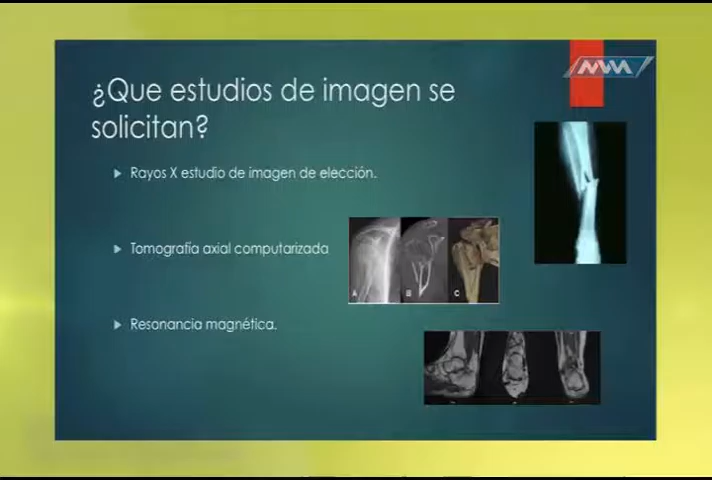 ¿Que estudios de imagen se
solicitan?
Rayos X estudio de imagen de elección.
Tomografía axial computarizada
A B C
Resonancia magnética.